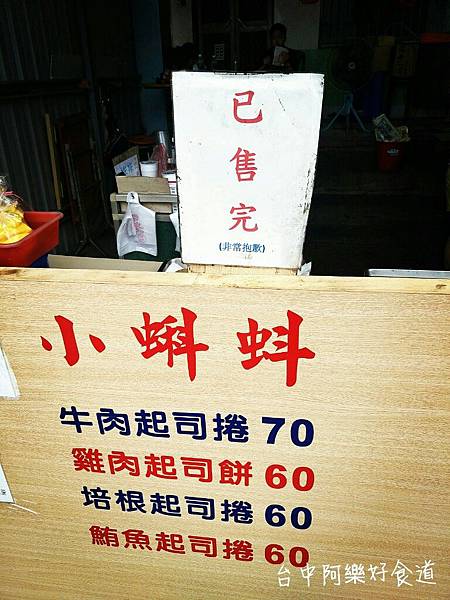 已售完
(非常抱歉)
小蝌蚪
牛肉起司捲 70
雞肉起司餅 60
培根起司捲 60
鮪魚起司捲 60
台中阿樂好食道